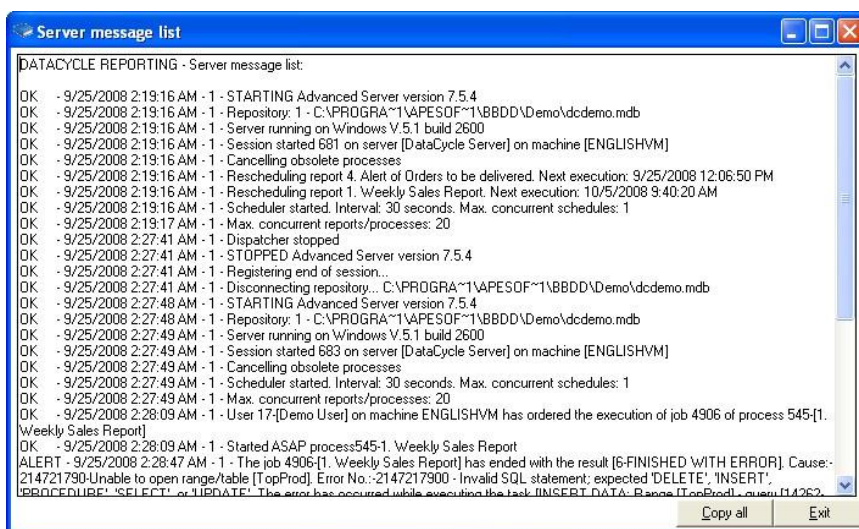 Server message list
DATACYCLE REPORTING - Server message list:
OK - 9/25/2008 2:19:16 AM - 1 - STARTING Advanced Server version 7.5.4
OK - 9/25/2008 2:19:16 AM - 1 - Repository: 1 - C:\PROGRA~1\APESOF~1\BBDD\Demo\dcdemo.mdb
OK - 9/25/2008 2:19:16 AM - 1 - Server running on Windows V.5.1 build 2600
OK - 9/25/2008 2:19:16 AM - 1 - Session started 681 on server [DataCycle Server] on machine [ENGLISHVM]
OK - 9/25/2008 2:19:16 AM - 1 - Cancelling obsolete processes
OK - 9/25/2008 2:19:16 AM - 1 - Rescheduling report 4. Alert of Orders to be delivered. Next execution: 9/25/2008 12:06:50 PM
OK - 9/25/2008 2:19:16 AM - 1 - Rescheduling report 1. Weekly Sales Report. Next execution: 10/5/2008 9:40:20 AM
OK - 9/25/2008 2:19:16 AM - 1 - Scheduler started. Interval: 30 seconds. Max. concurrent schedules: 1
OK - 9/25/2008 2:19:17 AM - 1 - Max. concurrent reports/processes: 20
OK - 9/25/2008 2:27:41 AM - 1 - Dispatcher stopped
OK - 9/25/2008 2:27:41 AM - 1 - STOPPED Advanced Server version 7.5.4
OK - 9/25/2008 2:27:41 AM - 1 - Registering end of session...
OK - 9/25/2008 2:27:41 AM - 1 - Disconnecting repository... C:\PROGRA~1\APESOF~1\BBDD\Demo\dcdemo.mdb
OK - 9/25/2008 2:27:48 AM - 1 - STARTING Advanced Server version 7.5.4
OK - 9/25/2008 2:27:48 AM - 1 - Repository: 1 - C:\PROGRA~1\APESOF~1\BBDD\Demo\dcdemo.mdb
OK - 9/25/2008 2:27:49 AM - 1 - Server running on Windows V.5.1 build 2600
OK - 9/25/2008 2:27:49 AM - 1 - Session started 683 on server [DataCycle Server] on machine [ENGLISHVM]
OK - 9/25/2008 2:27:49 AM - 1 - Cancelling obsolete processes
OK - 9/25/2008 2:27:49 AM - 1 - Scheduler started. Interval: 30 seconds. Max. concurrent schedules: 1
OK - 9/25/2008 2:27:49 AM - 1 - Max. concurrent reports/processes: 20
OK - 9/25/2008 2:28:09 AM - 1 - User 17-[Demo User] on machine ENGLISHVM has ordered the execution of job 4906 of process 545-[1.
Weekly Sales Report]
OK - 9/25/2008 2:28:09 AM - 1 - Started ASAP process545-1. Weekly Sales Report
ALERT - 9/25/2008 2:28:47 AM - 1 - The job 4906-[1. Weekly Sales Report] has ended with the result [6-FINISHED WITH ERROR]. Cause:-
214721790-Unable to open range/table [TopProd]. Error No.:-2147217900 - Invalid SQL statement; expected 'DELETE', 'INSERT',
'PROCEDURE', 'SELECT', or 'UPDATE'. The error has occurred while executing the task [INSERT DATA: Range [TopProd] - query [14262-
Copy all
Exit